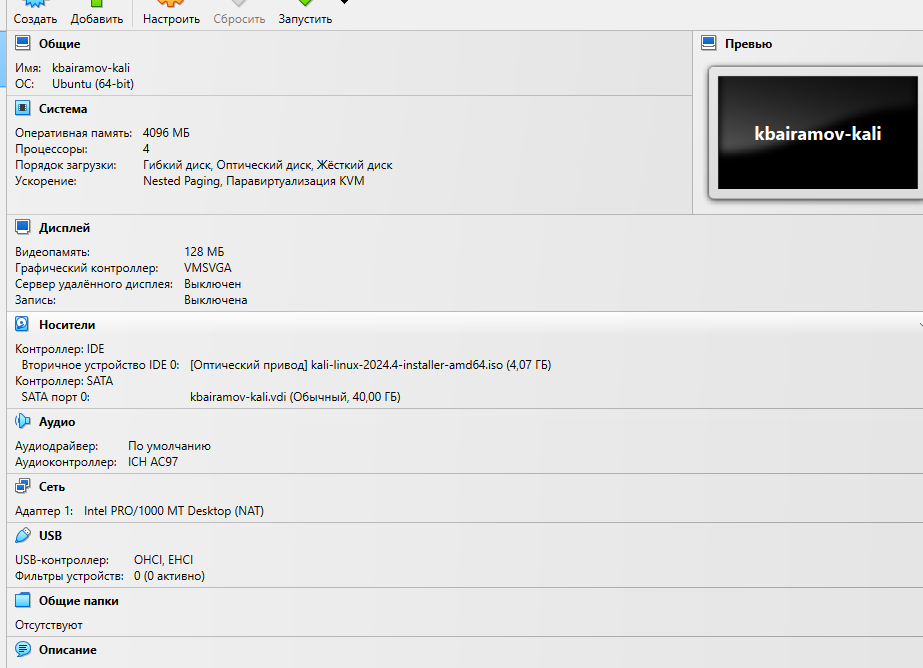 Создать Добавить Настроить Сбросить Запустить
Общие
Имя: kbairamov-kali
ОС: Ubuntu (64-bit)
Превью
kbairamov-kali
Система
Оперативная память: 4096 МБ
Процессоры: 4
Порядок загрузки: Гибкий диск, Оптический диск, Жёсткий диск
Ускорение: Nested Paging, Паравиртуализация KVM
Дисплей
Видеопамять: 128 МБ
Графический контроллер: VMSVGA
Сервер удалённого дисплея: Выключен
Запись: Выключена
Носители
Контроллер: IDE
Вторичное устройство IDE 0: [Оптический привод] kali-linux-2024.4-installer-amd64.iso (4,07 ГБ)
Контроллер: SATA
SATA порт 0: kbairamov-kali.vdi (Обычный, 40,00 ГБ)
Аудио
Аудиодрайвер: По умолчанию
Аудиоконтроллер: ICH AC97
Сеть
Адаптер 1: Intel PRO/1000 MT Desktop (NAT)
USB
USB-контроллер: OHCI, EHCI
Фильтры устройств: 0 (0 активно)
Общие папки
Отсутствуют
Описание